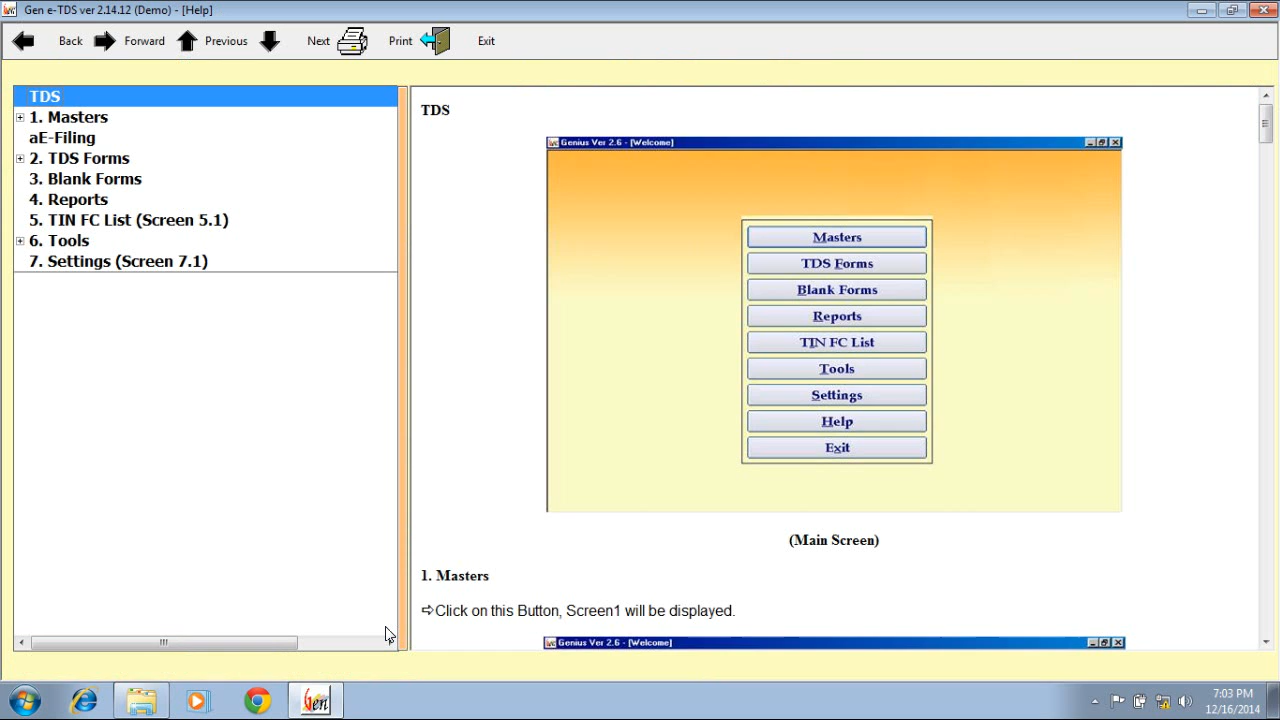 Gen e-TDS ver 2.14.12 (Demo) - [Help]
Back Forward Previous Next Print Exit
TDS
1. Masters
aE-Filing
2. TDS Forms
3. Blank Forms
4. Reports
5. TIN FC List (Screen 5.1)
6. Tools
7. Settings (Screen 7.1)
TDS
Genius Ver 2.6 - [Welcome]
Masters
TDS Forms
Blank Forms
Reports
TIN FC List
Tools
Settings
Help
Exit
(Main Screen)
1. Masters
⇨Click on this Button, Screen1 will be displayed.
Genius Ver 2.6 - [Welcome]
Gen
7:03 PM
12/16/2014